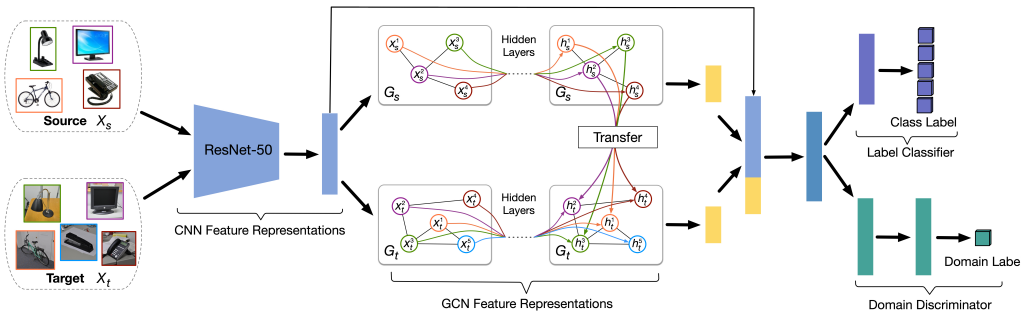 Source X_s
Target X_t
ResNet-50
CNN Feature Representations
x_s^1
x_s^2
x_s^3
x_s^4
G_s
Hidden
Layers
h_s^1
h_s^2
h_s^3
h_s^4
G_s
Transfer
x_t^2
x_t^4
x_t^1
x_t^3
x_t^5
G_t
Hidden
Layers
h_t^2
h_t^4
h_t^1
h_t^3
h_t^5
G_t
GCN Feature Representations
Class Label
Label Classifier
Domain Labe
Domain Discriminator